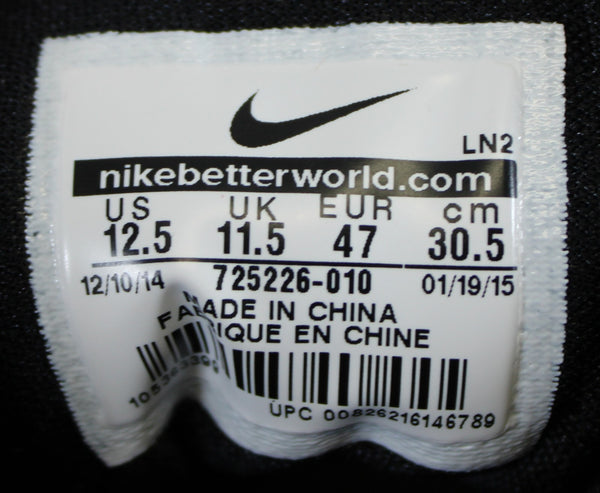 LN2
nikebetterworld.com
US UK EUR cm
12.5 11.5 47 30.5
12/10/14 725226-010 01/19/15
MADE IN CHINA
FABRIQUE EN CHINE
UPC 00826216146789